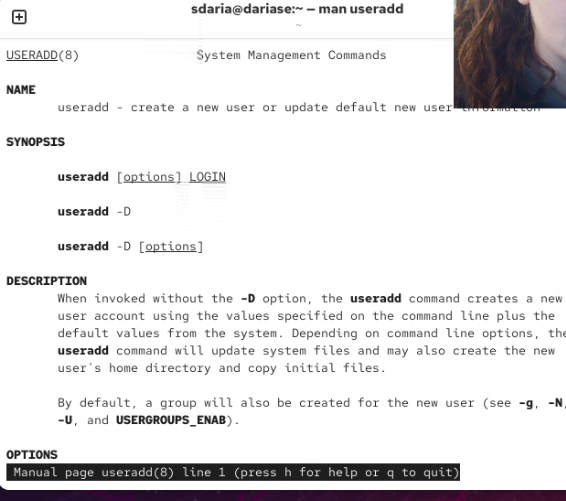 sdaria@dariase:~ — man useradd
~
USERADD(8) System Management Commands
NAME
useradd - create a new user or update default new user information
SYNOPSIS
useradd [options] LOGIN
useradd -D
useradd -D [options]
DESCRIPTION
When invoked without the -D option, the useradd command creates a new
user account using the values specified on the command line plus the
default values from the system. Depending on command line options, the
useradd command will update system files and may also create the new
user's home directory and copy initial files.
By default, a group will also be created for the new user (see -g, -N,
-U, and USERGROUPS_ENAB).
OPTIONS
Manual page useradd(8) line 1 (press h for help or q to quit)